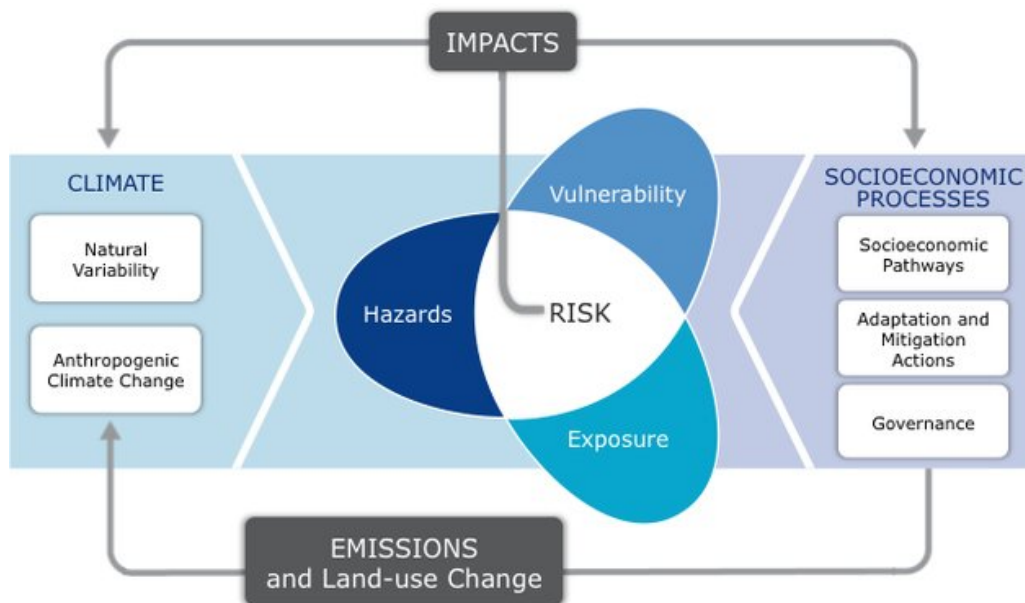 IMPACTS
CLIMATE
Natural
Variability
Anthropogenic
Climate Change
Vulnerability
Hazards
RISK
Exposure
SOCIOECONOMIC
PROCESSES
Socioeconomic
Pathways
Adaptation and
Mitigation
Actions
Governance
EMISSIONS
and Land-use Change